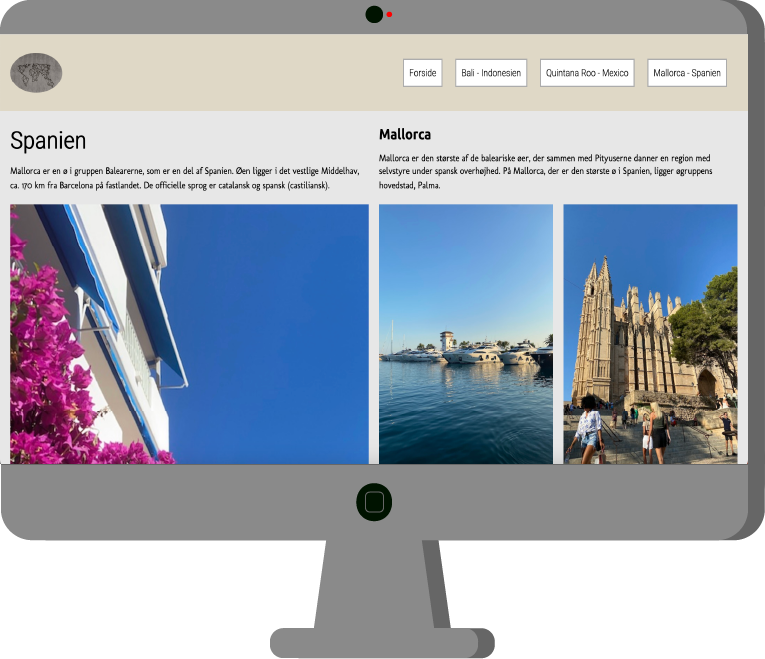 Forside
Bali - Indonesien
Quintana Roo - Mexico
Mallorca - Spanien
Spanien
Mallorca er en ø i gruppen Balearerne, som er en del af Spanien. Øen ligger i det vestlige Middelhav,
ca. 170 km fra Barcelona på fastlandet. De officielle sprog er catalansk og spansk (castiliansk).
Mallorca
Mallorca er den største af de baleariske øer, der sammen med Pityuserne danner en region med
selvstyre under spansk overhøjhed. På Mallorca, der er den største ø i Spanien, ligger øgruppens
hovedstad, Palma.